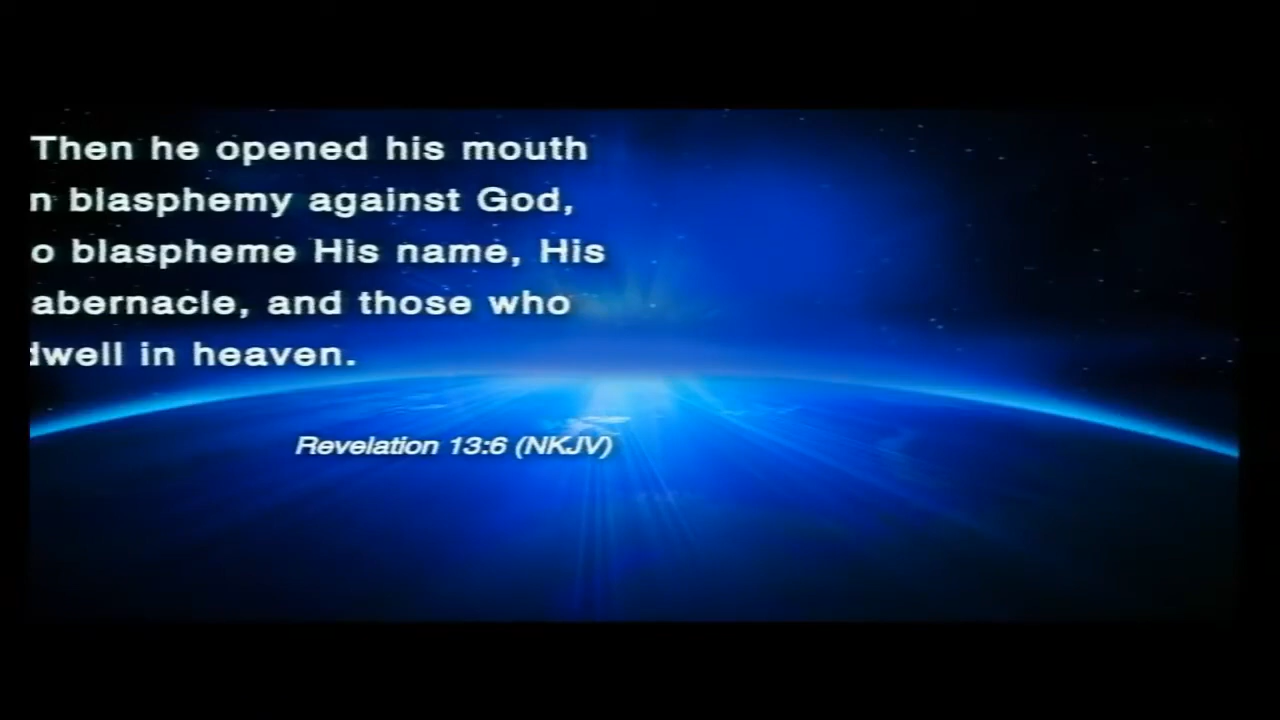 Then he opened his mouth
n blasphemy against God,
o blaspheme His name, His
abernacle, and those who
dwell in heaven.
Revelation 13:6 (NKJV)